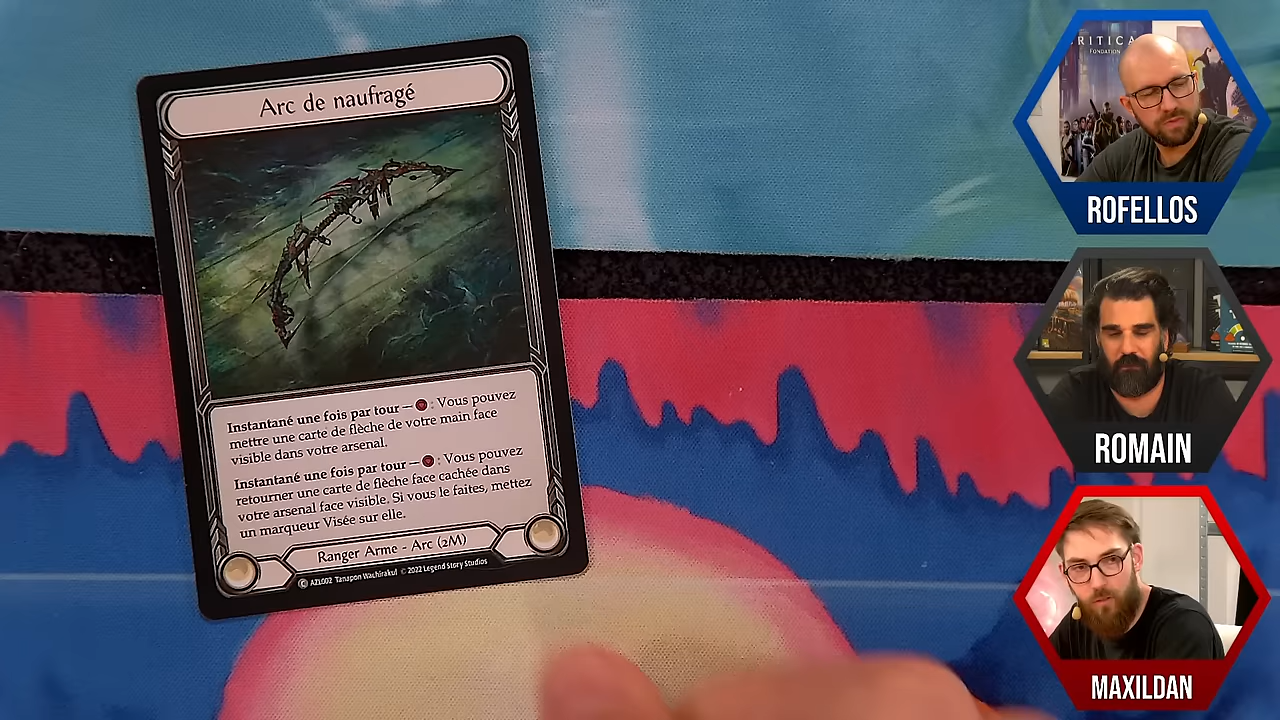 Arc de naufragé
Instantané une fois par tour — : Vous pouvez
mettre une carte de flèche de votre main face
visible dans votre arsenal.
Instantané une fois par tour — : Vous pouvez
retourner une carte de flèche face cachée dans
votre arsenal face visible. Si vous le faites, mettez
un marqueur Visée sur elle.
Ranger Arme - Arc (2M)
C AZL002 Tanapon Wachirakul © 2022 Legend Story Studios
RITICA
FONDATION
ROFELLOS
ROMAIN
MAXILDAN